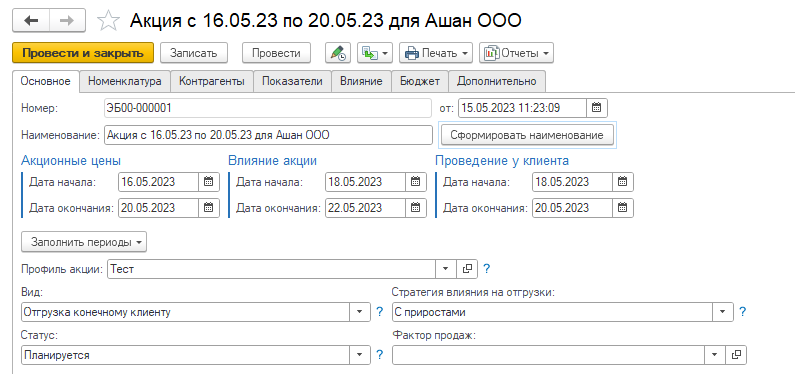 Акция с 16.05.23 по 20.05.23 для Ашан ООО
Провести и закрыть Записать Провести Печать Отчеты
Основное Номенклатура Контрагенты Показатели Влияние Бюджет Дополнительно
Номер: ЭБ00-000001 от: 15.05.2023 11:23:09
Наименование: Акция с 16.05.23 по 20.05.23 для Ашан ООО Сформировать наименование
Акционные цены Влияние акции Проведение у клиента
Дата начала: 16.05.2023 Дата начала: 18.05.2023 Дата начала: 18.05.2023
Дата окончания: 20.05.2023 Дата окончания: 22.05.2023 Дата окончания: 20.05.2023
Заполнить периоды
Профиль акции: Тест ?
Вид: Стратегия влияния на отгрузки:
Отгрузка конечному клиенту ? С приростами ?
Статус: Фактор продаж:
Планируется ?